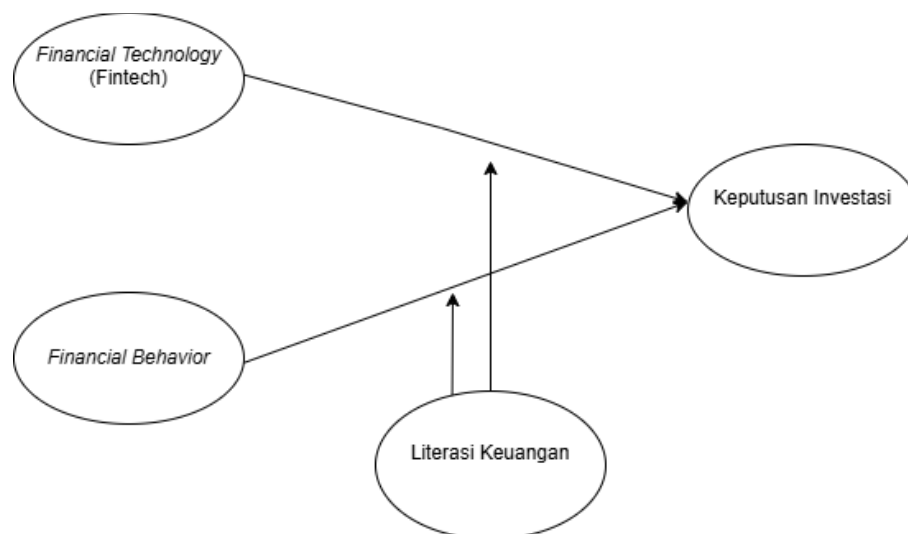 Financial Technology
(Fintech)
Keputusan Investasi
Financial Behavior
Literasi Keuangan